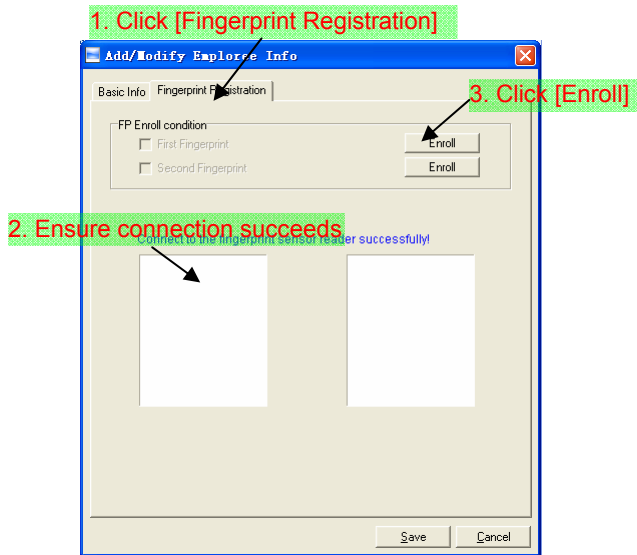 1. Click [Fingerprint Registration]
Add/Modify Emploree Info
Basic Info Fingerprint Registration
3. Click [Enroll]
FP Enroll condition
First Fingerprint Enroll
Second Fingerprint Enroll
2. Ensure connection succeeds
Connect to the fingerprint sensor reader successfully!
Save Cancel